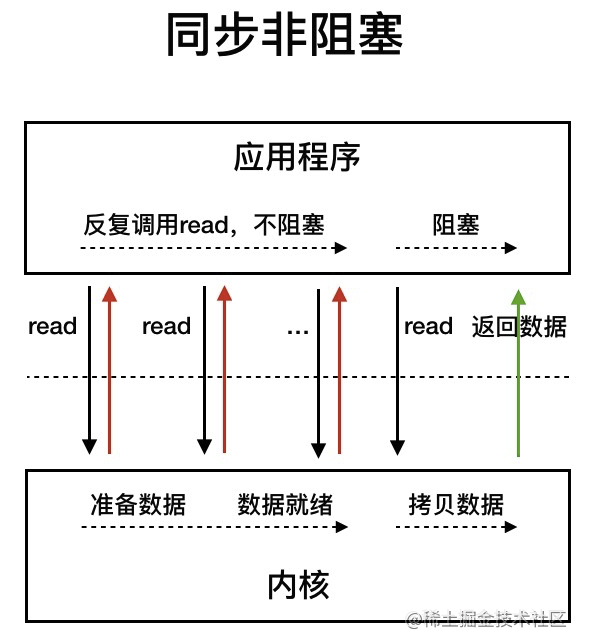 同步非阻塞
应用程序
反复调用read，不阻塞 阻塞
read read ... read 返回数据
准备数据 数据就绪 拷贝数据
内核
@稀土掘金技术社区